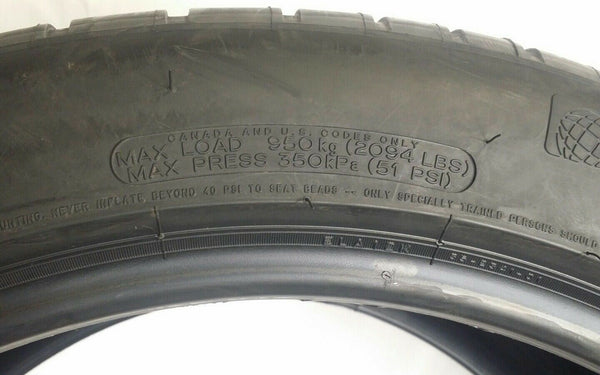 CANADA AND U.S. CODES ONLY
MAX LOAD 950kg (2094 LBS)
MAX PRESS 350kPa (51 PSI)
NEVER INFLATE BEYOND 40 PSI TO SEAT BEADS -- ONLY SPECIALLY TRAINED PERSONS SHOULD